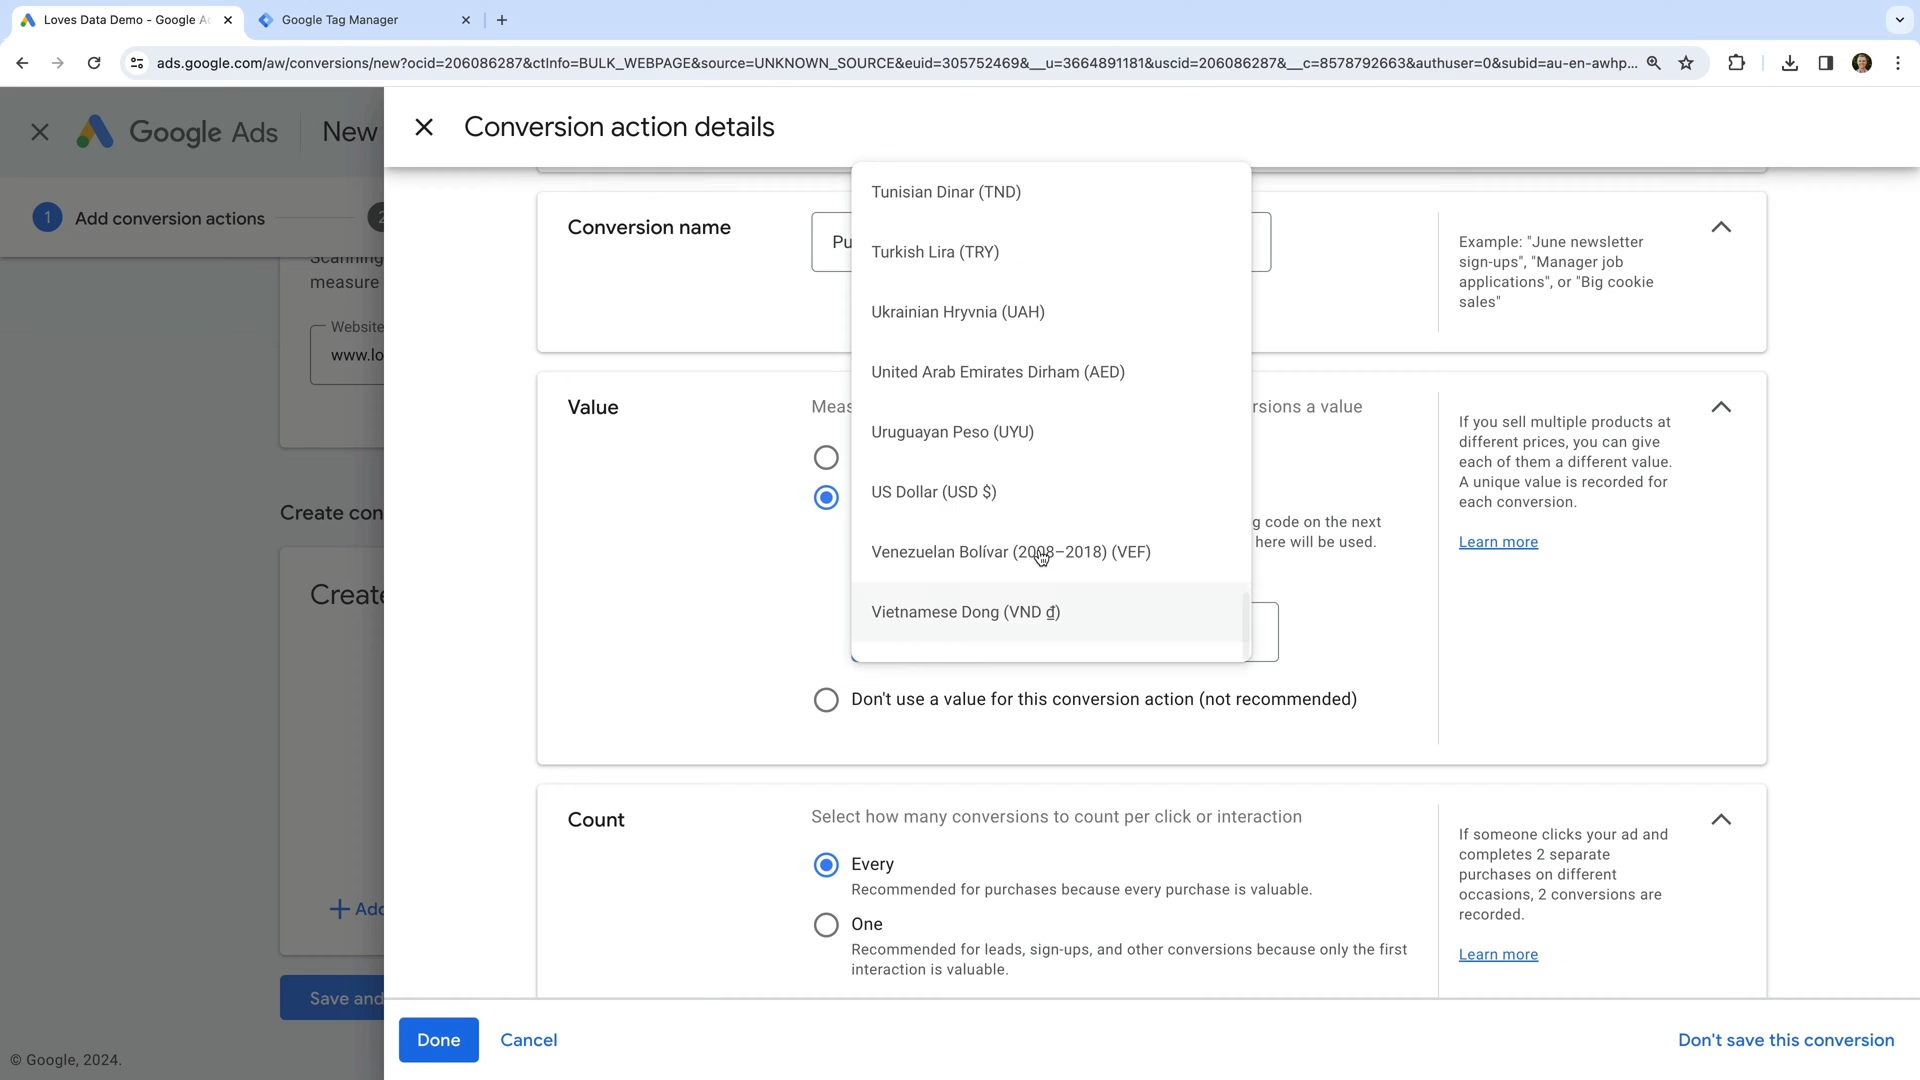 Loves Data Demo - Google A
Google Tag Manager
ads.google.com/aw/conversions/new?ocid=206086287&ctInfo=BULK_WEBPAGE&source=UNKNOWN_SOURCE&euid=305752469&__u=3664891181&uscid=206086287&__c=8578792663&authuser=0&subid=au-en-awhp...
Google Ads
New
1 Add conversion actions
2
Scanning
measure
Website
www.lo
Create con
Create
+ Add
Save and
© Google, 2024.
Conversion action details
Conversion name
Pu
Example: "June newsletter
sign-ups", "Manager job
applications", or "Big cookie
sales"
Value
Meas
rsions a value
g code on the next
here will be used.
Tunisian Dinar (TND)
Turkish Lira (TRY)
Ukrainian Hryvnia (UAH)
United Arab Emirates Dirham (AED)
Uruguayan Peso (UYU)
US Dollar (USD $)
Venezuelan Bolívar (2008–2018) (VEF)
Vietnamese Dong (VND ₫)
Don't use a value for this conversion action (not recommended)
If you sell multiple products at
different prices, you can give
each of them a different value.
A unique value is recorded for
each conversion.
Learn more
Count
Select how many conversions to count per click or interaction
Every
Recommended for purchases because every purchase is valuable.
One
Recommended for leads, sign-ups, and other conversions because only the first
interaction is valuable.
If someone clicks your ad and
completes 2 separate
purchases on different
occasions, 2 conversions are
recorded.
Learn more
Done
Cancel
Don't save this conversion